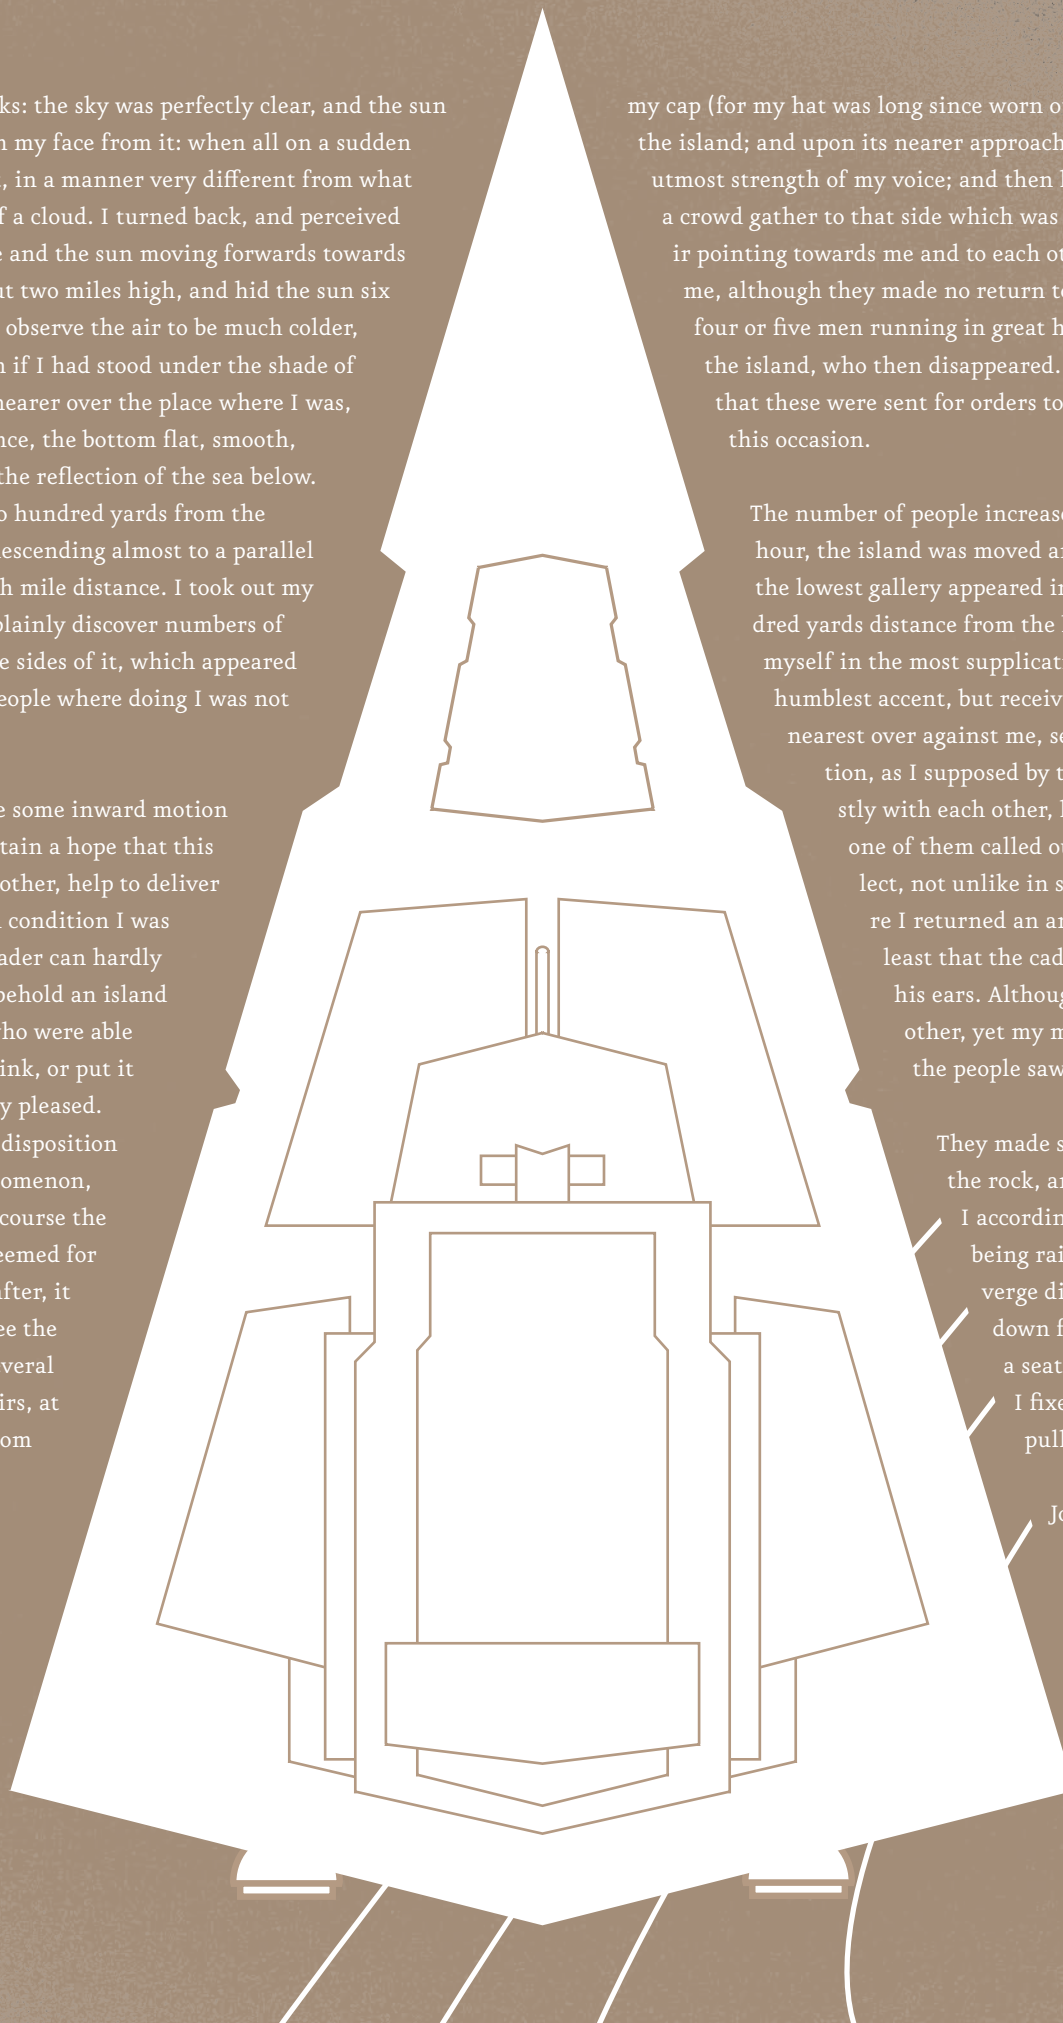 ks: the sky was perfectly clear, and the sun
my face from it: when all on a sudden
, in a manner very different from what
f a cloud. I turned back, and perceived
e and the sun moving forwards towards
ut two miles high, and hid the sun six
observe the air to be much colder,
if I had stood under the shade of
nearer over the place where I was,
nce, the bottom flat, smooth,
the reflection of the sea below.
o hundred yards from the
descending almost to a parallel
h mile distance. I took out my
plainly discover numbers of
e sides of it, which appeared
eople where doing I was not
e some inward motion
tain a hope that this
other, help to deliver
condition I was
ader can hardly
behold an island
who were able
ink, or put it
y pleased.
disposition
omenon,
course the
eemed for
after, it
ee the
veral
irs, at
om
my cap (for my hat was long since worn o
the island; and upon its nearer approach
utmost strength of my voice; and then
a crowd gather to that side which was
ir pointing towards me and to each ot
me, although they made no return to
four or five men running in great h
the island, who then disappeared.
that these were sent for orders to
this occasion.
The number of people increase
hour, the island was moved a
the lowest gallery appeared i
dred yards distance from the
myself in the most supplicat
humblest accent, but receiv
nearest over against me, se
tion, as I supposed by t
stly with each other,
one of them called o
lect, not unlike in s
re I returned an a
least that the cad
his ears. Althoug
other, yet my m
the people saw
They made s
the rock, a
I accordin
being rai
verge di
down f
a seat
I fixe
pull
Jo